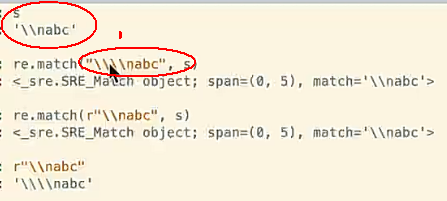 : s
: '\\nabc'
: re.match("\\\\nabc", s)
: <_sre.SRE_Match object; span=(0, 5), match='\\nabc'>
: re.match(r"\\nabc", s)
: <_sre.SRE_Match object; span=(0, 5), match='\\nabc'>
: r"\\nabc"
: '\\\\nabc'